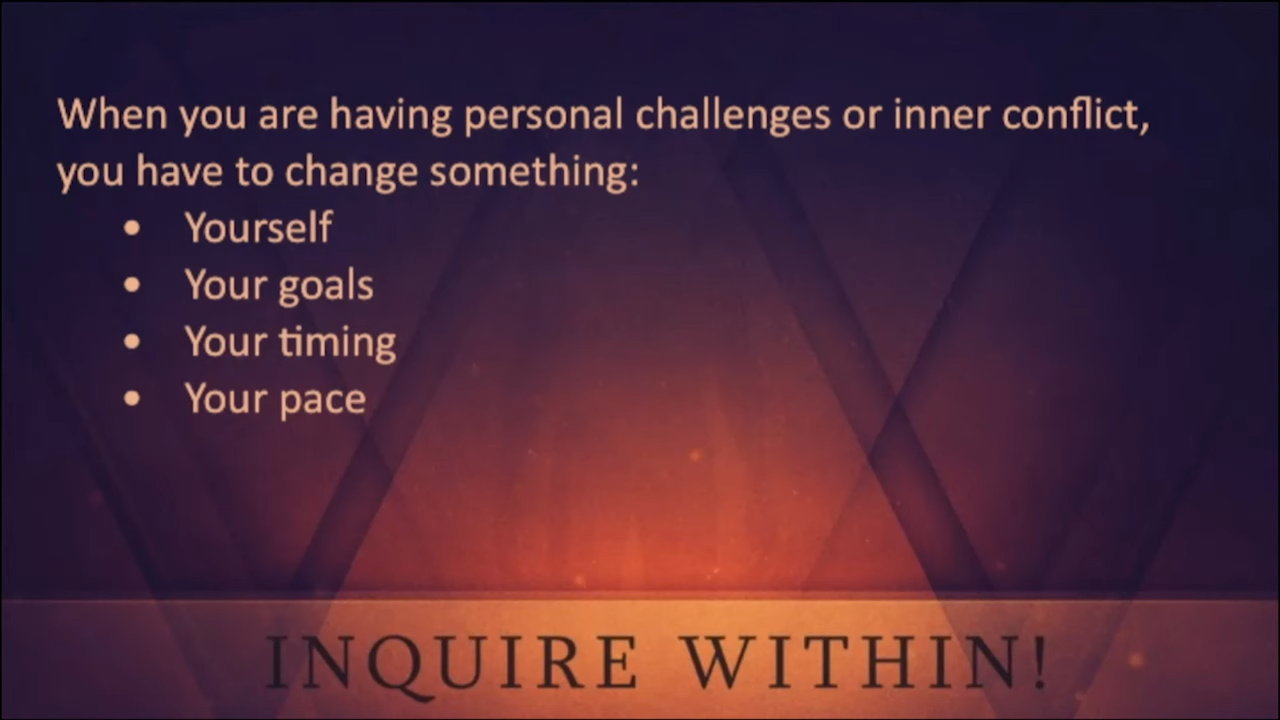 When you are having personal challenges or inner conflict,
you have to change something:
• Yourself
• Your goals
• Your timing
• Your pace
INQUIRE WITHIN!